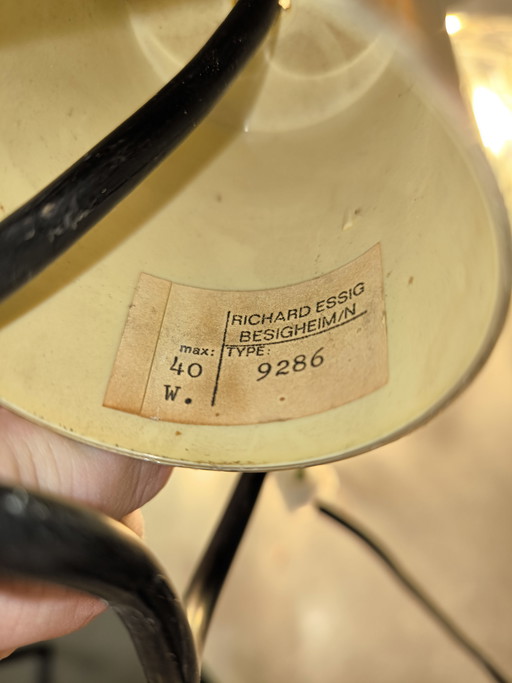 RICHARD ESSIG
BESIGHEIM/N
max:
40
W.
TYPE:
9286